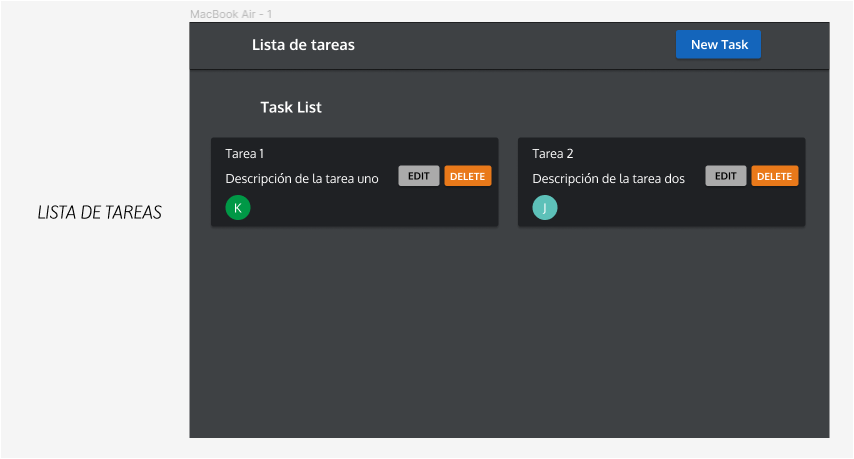 MacBook Air - 1
Lista de tareas
New Task
Task List
Tarea 1
Descripción de la tarea uno
EDIT
DELETE
K
Tarea 2
Descripción de la tarea dos
EDIT
DELETE
J
LISTA DE TAREAS